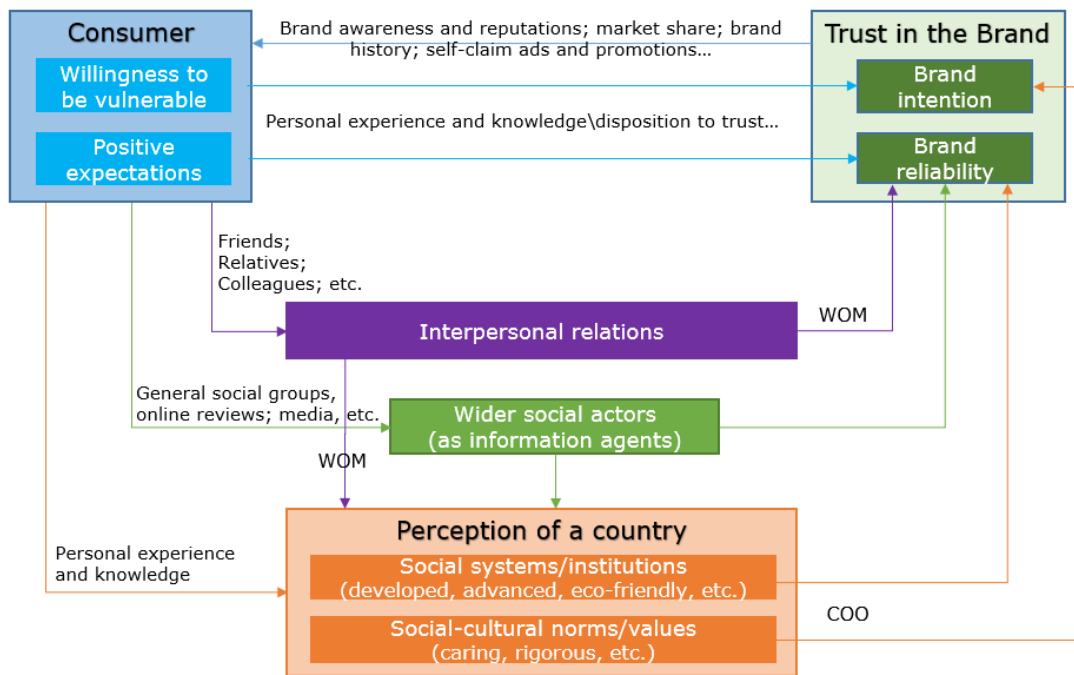 Consumer
Willingness to
be vulnerable
Positive
expectations
Brand awareness and reputations; market share; brand
history; self-claim ads and promotions...
Personal experience and knowledge\disposition to trust...
Trust in the Brand
Brand
intention
Brand
reliability
Friends;
Relatives;
Colleagues; etc.
Interpersonal relations
WOM
General social groups,
online reviews; media, etc.
Wider social actors
(as information agents)
WOM
Perception of a country
Personal experience
and knowledge
Social systems/institutions
(developed, advanced, eco-friendly, etc.)
Social-cultural norms/values
(caring, rigorous, etc.)
COO